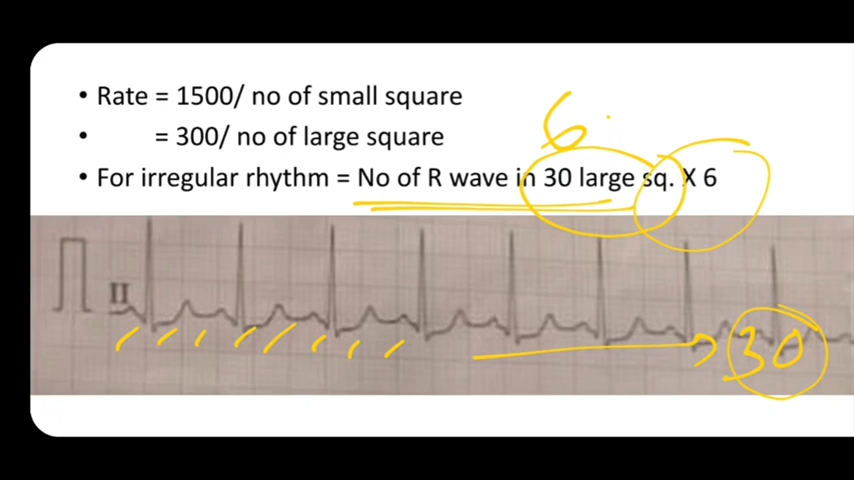 • Rate = 1500/ no of small square
• = 300/ no of large square
6
• For irregular rhythm = No of R wave in 30 large sq. X 6
II
30